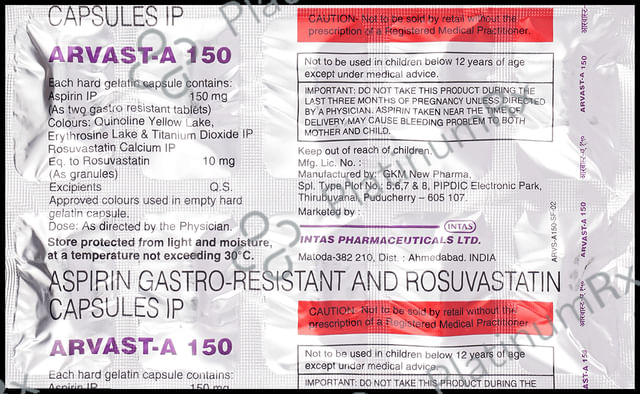 CAPSULES IP
ARVAST-A 150
Each hard gelatin capsule contains:
Aspirin IP 150 mg
(As two gastro resistant tablets)
Colours: Quinoline Yellow Lake,
Erythrosine Lake & Titanium Dioxide IP
Rosuvastatin Calcium IP
Eq. to Rosuvastatin 10 mg
(As granules)
Excipients Q.S.
Approved colours used in empty hard
gelatin capsule.
Dose: As directed by the Physician.
Store protected from light and moisture,
at a temperature not exceeding 30°C.
CAUTION- Not to be sold by retail without the
prescription of a Registered Medical Practitioner.
Not to be used in children below 12 years of age
except under medical advice.
IMPORTANT: DO NOT TAKE THIS PRODUCT DURING THE
LAST THREE MONTHS OF PREGNANCY UNLESS DIRECTED
BY A PHYSICIAN. ASPIRIN TAKEN NEAR THE TIME OF
DELIVERY MAY CAUSE BLEEDING PROBLEM TO BOTH
MOTHER AND CHILD.
Keep out of reach of children.
Mfg. Lic. No. :
Manufactured by: GKM New Pharma,
Spl. Type Plot No : 5,6,7 & 8, PIPDIC Electronic Park,
Thirubuvanai, Puducherry – 605 107.
Marketed by :
INTAS
INTAS PHARMACEUTICALS LTD.
Matoda-382 210, Dist. : Ahmedabad. INDIA
ARVS-A150-SF-02
ASPIRIN GASTRO-RESISTANT AND ROSUVASTATIN
CAPSULES IP
ARVAST-A 150
Each hard gelatin capsule contains:
Aspirin IP 150 mg
CAUTION- Not to be sold by retail without the
prescription of a Registered Medical Practitioner.
Not to be used in children below 12 years of age
except under medical advice.
IMPORTANT: DO NOT TAKE THIS PRODUCT DURING THE
ARVAST-A 150
ARVAST-A 150
ARVAST-A 150
PlatinumRx
PlatinumRx